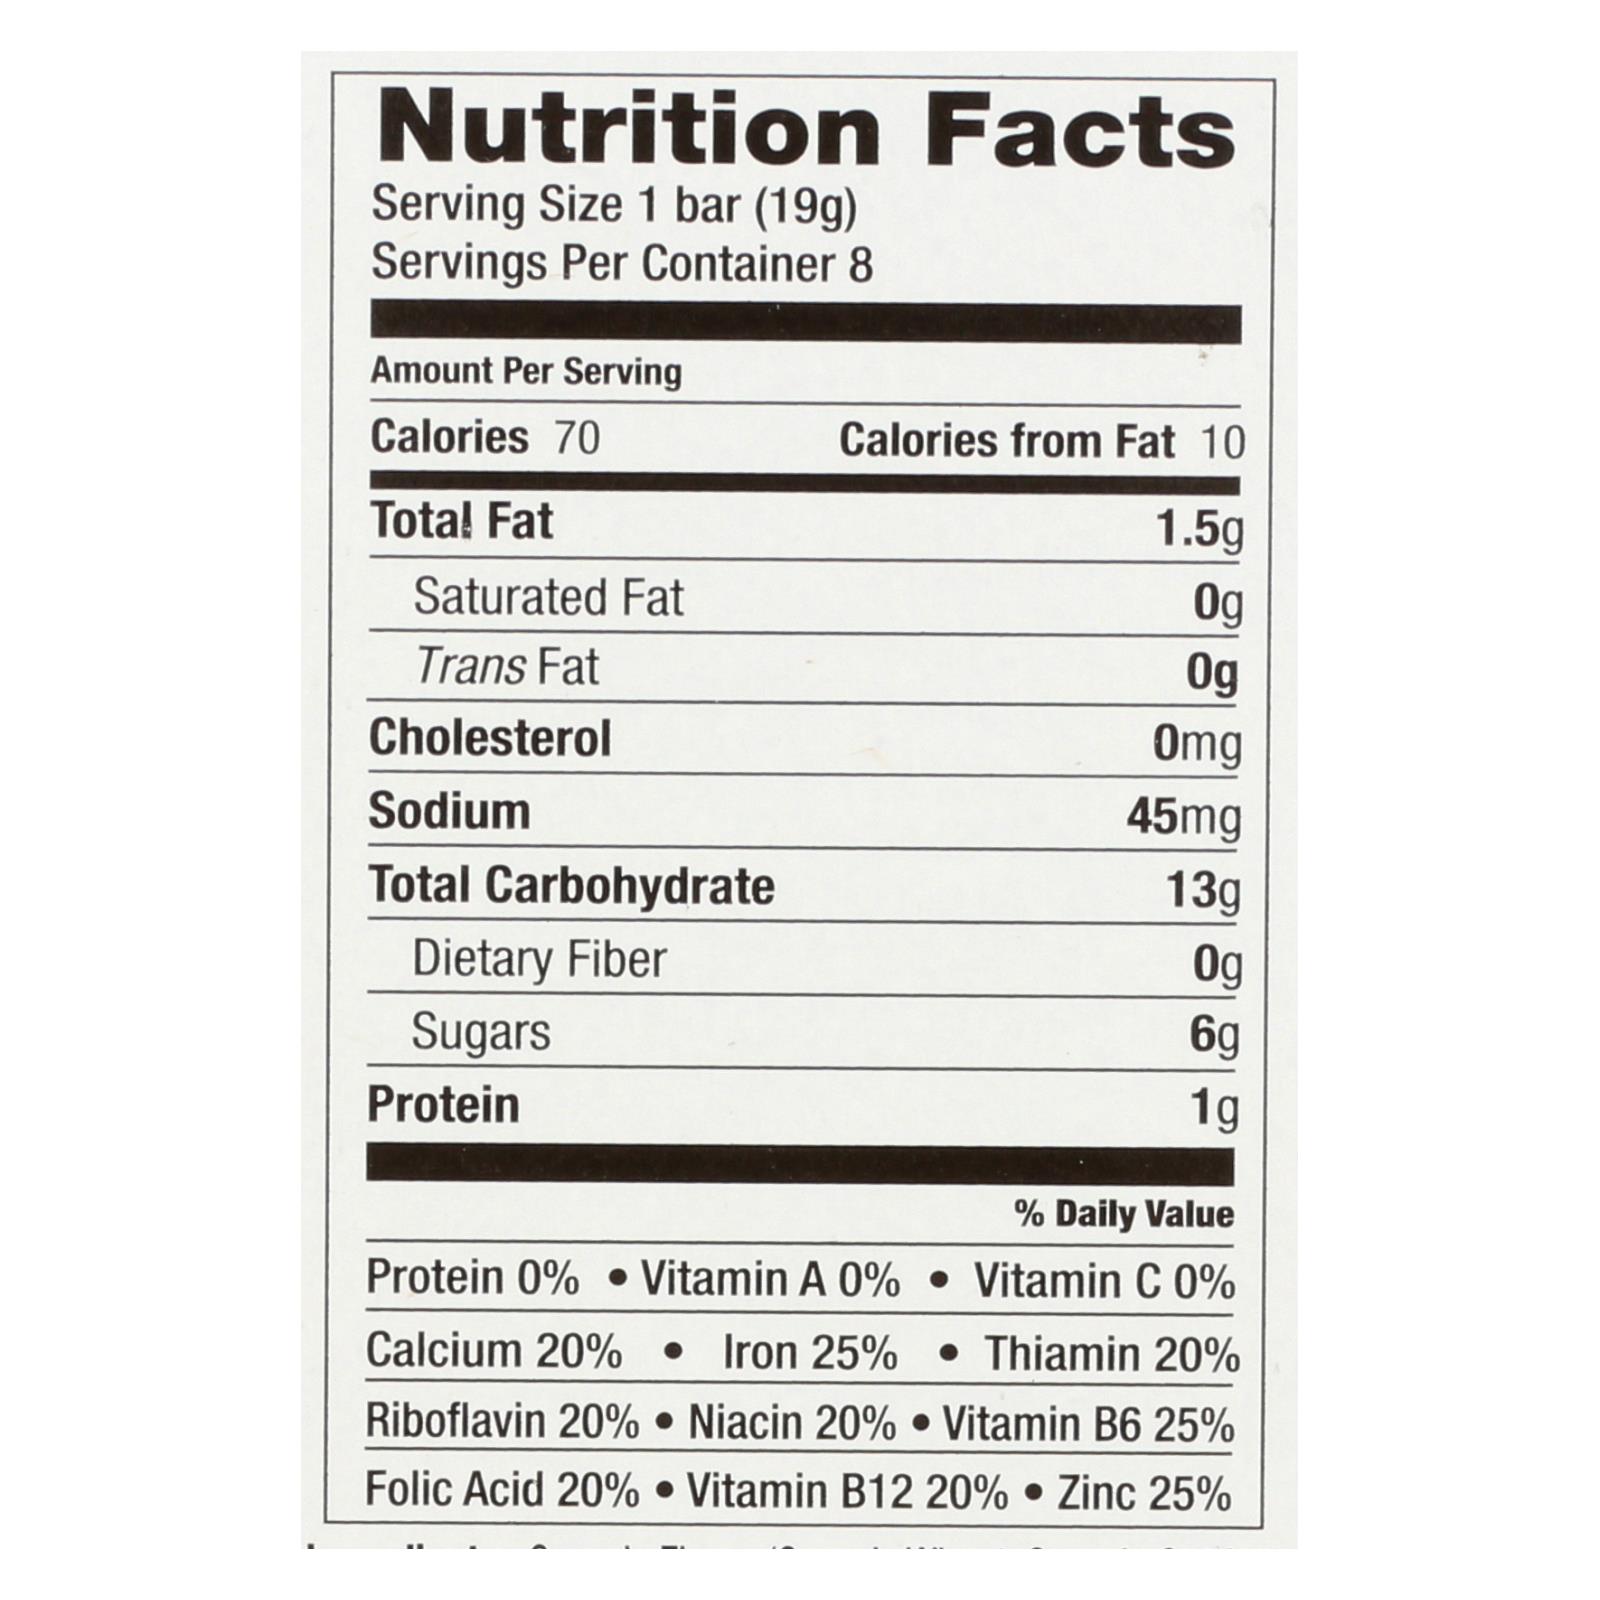 Nutrition Facts
Serving Size 1 bar (19g)
Servings Per Container 8
Amount Per Serving
Calories 70 Calories from Fat 10
Total Fat 1.5g
Saturated Fat 0g
Trans Fat 0g
Cholesterol 0mg
Sodium 45mg
Total Carbohydrate 13g
Dietary Fiber 0g
Sugars 6g
Protein 1g
% Daily Value
Protein 0% • Vitamin A 0% • Vitamin C 0%
Calcium 20% • Iron 25% • Thiamin 20%
Riboflavin 20% • Niacin 20% • Vitamin B6 25%
Folic Acid 20% • Vitamin B12 20% • Zinc 25%